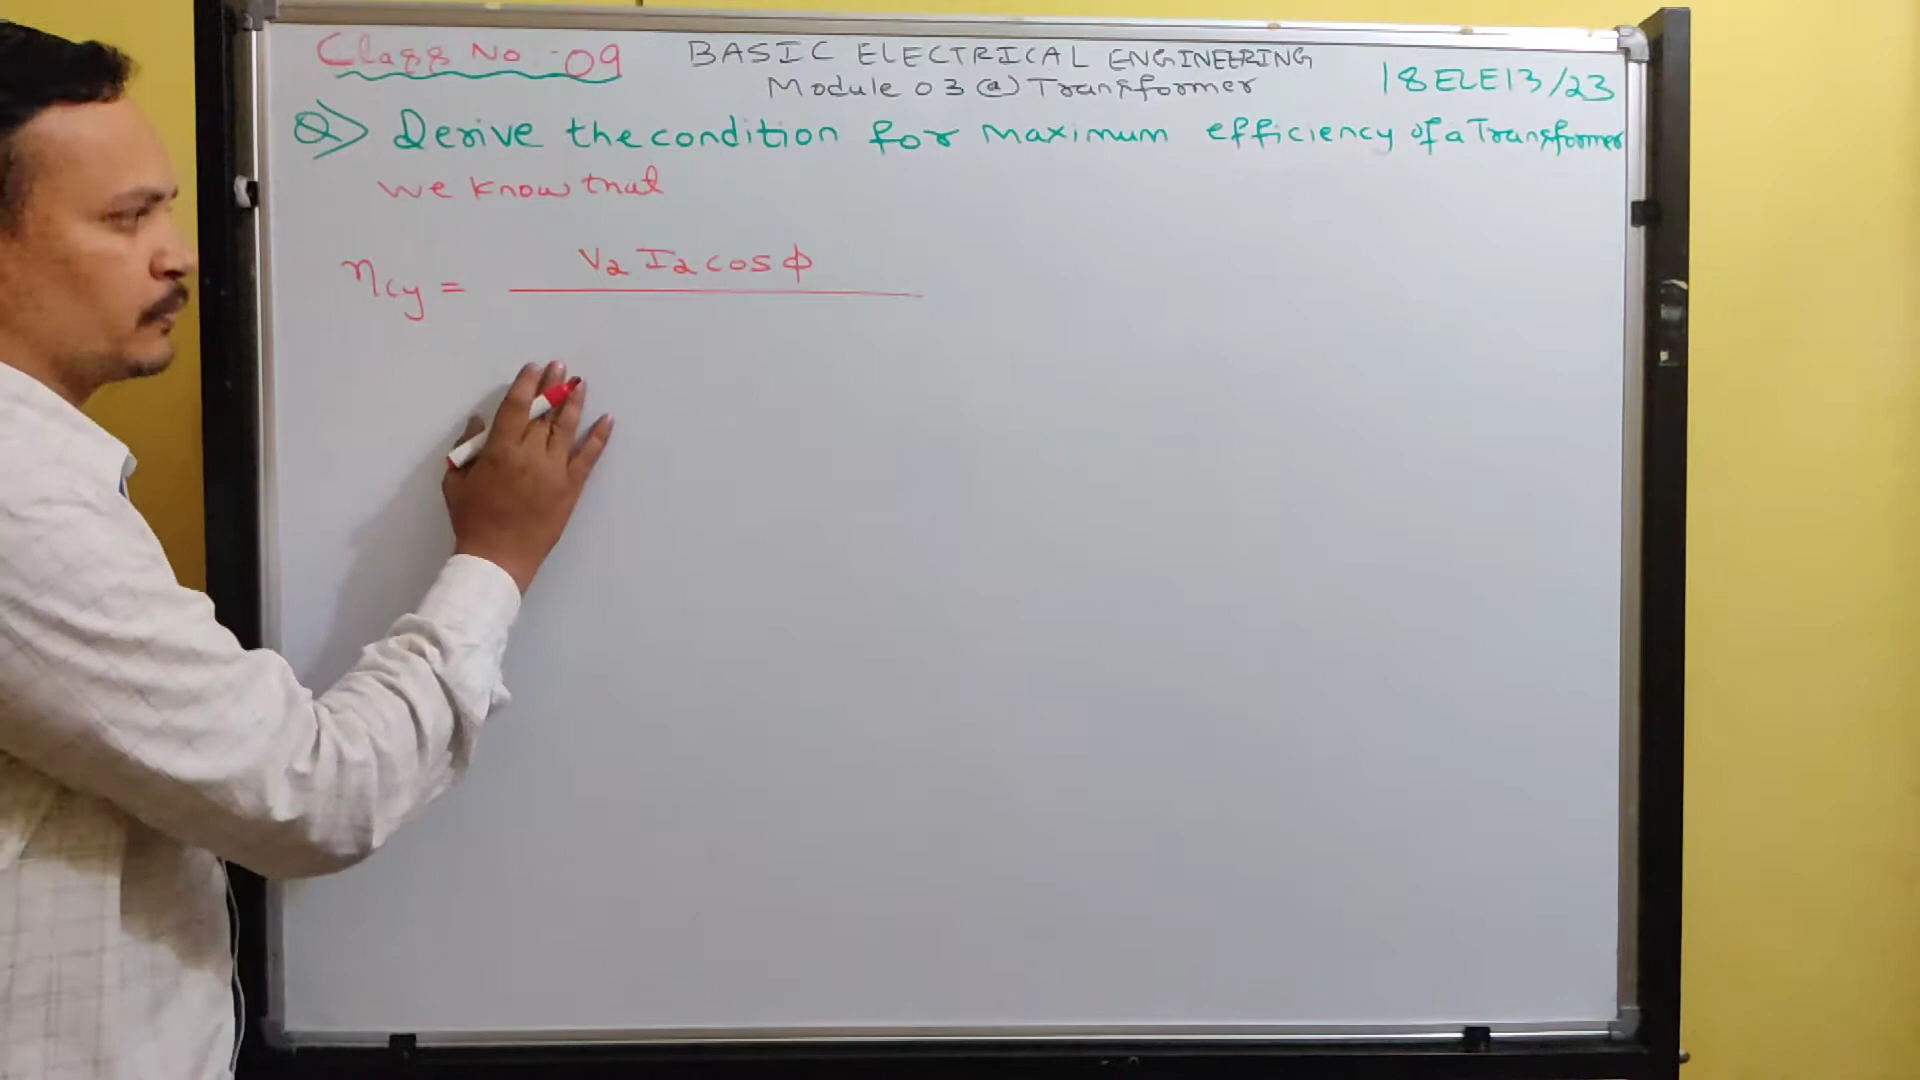 Class No :- 09
BASIC ELECTRICAL ENGINEERING
Module 03 (a) Transformer
18ELE13/23
Q> Derive the condition for maximum efficiency of a Transformer
we know that
ηcy = V2 I2 cos ϕ